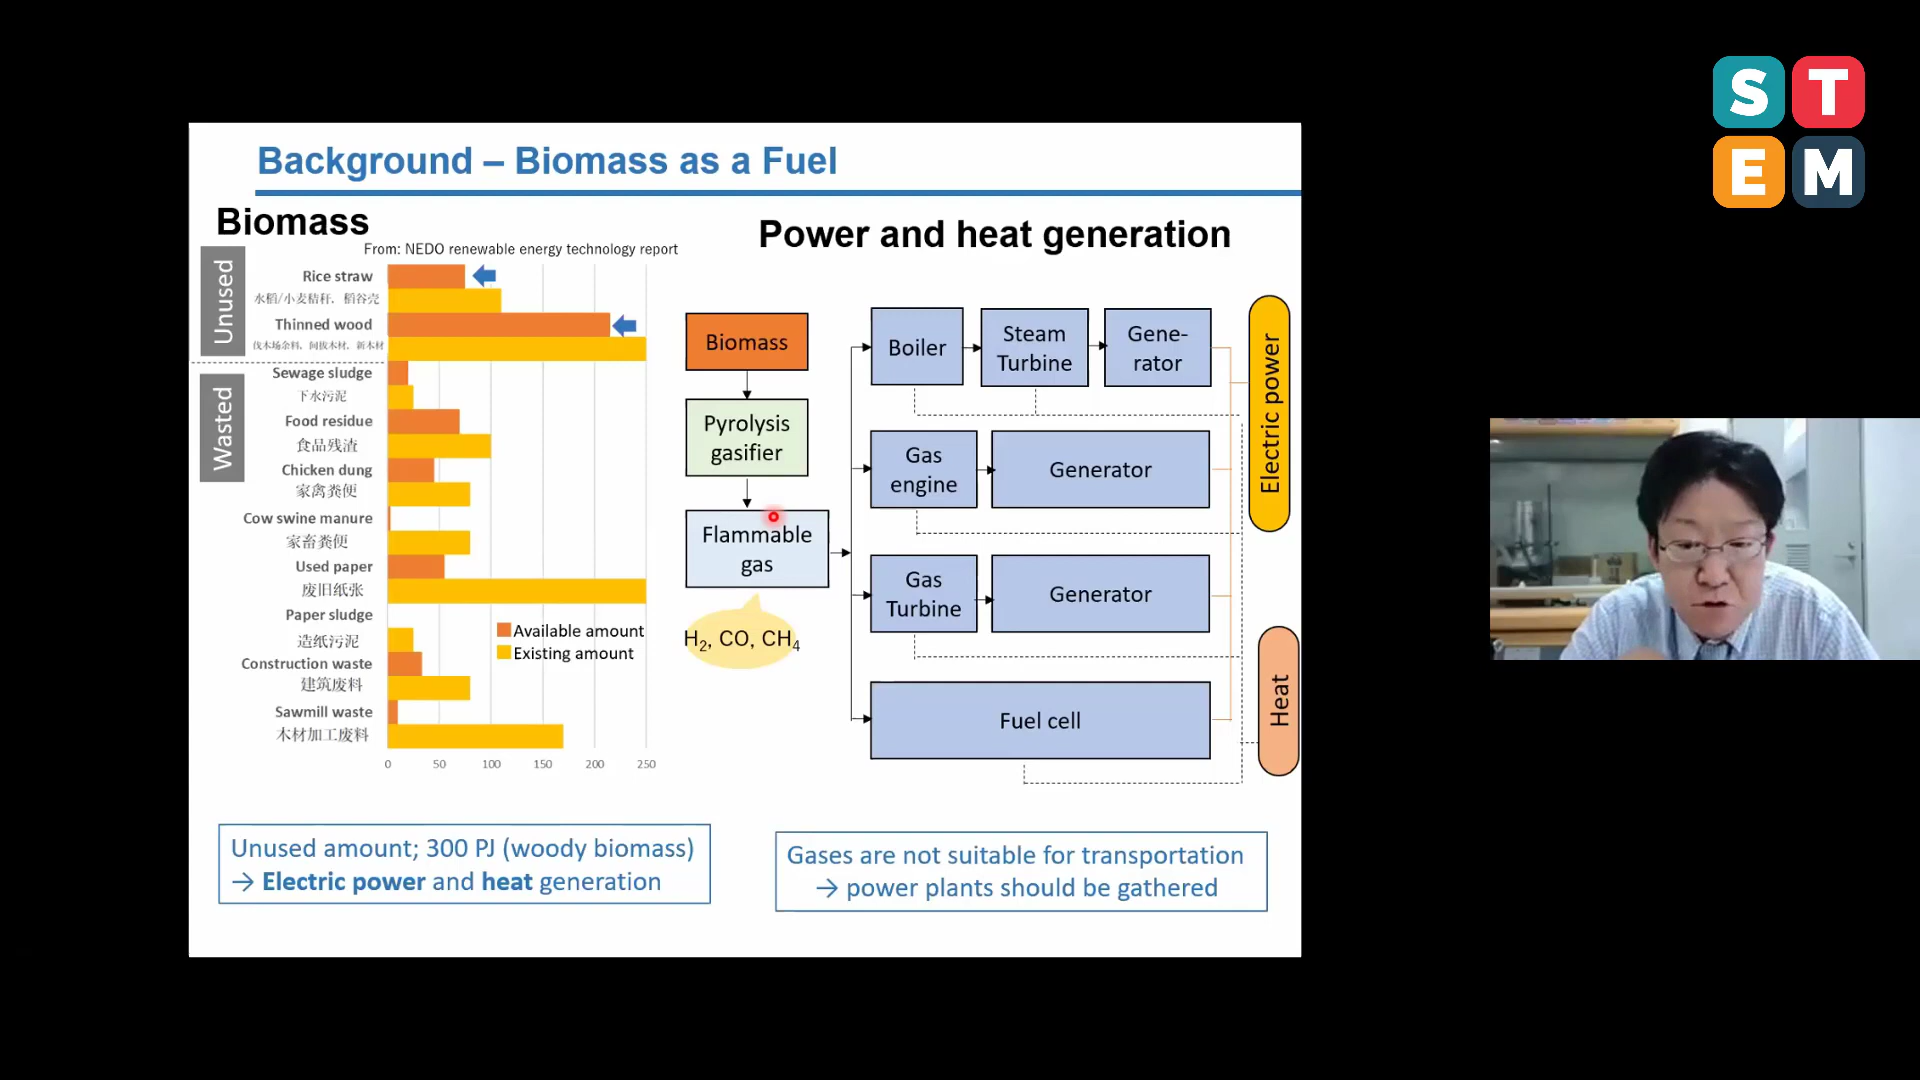 S T
E M
Background – Biomass as a Fuel
Biomass
From: NEDO renewable energy technology report
Unused
Rice straw
水稻/小麦秸秆, 稻谷壳
Thinned wood
伐木场余料, 间拔木材, 新木材
Wasted
Sewage sludge
下水污泥
Food residue
食品残渣
Chicken dung
家禽粪便
Cow swine manure
家畜粪便
Used paper
废旧纸张
Paper sludge
造纸污泥
Construction waste
建筑废料
Sawmill waste
木材加工废料
Available amount
Existing amount
0 50 100 150 200 250
Unused amount; 300 PJ (woody biomass)
→ Electric power and heat generation
Power and heat generation
Biomass
Pyrolysis
gasifier
Flammable
gas
H₂, CO, CH₄
Boiler
Steam
Turbine
Gene-
rator
Gas
engine
Generator
Gas
Turbine
Generator
Fuel cell
Electric power
Heat
Gases are not suitable for transportation
→ power plants should be gathered